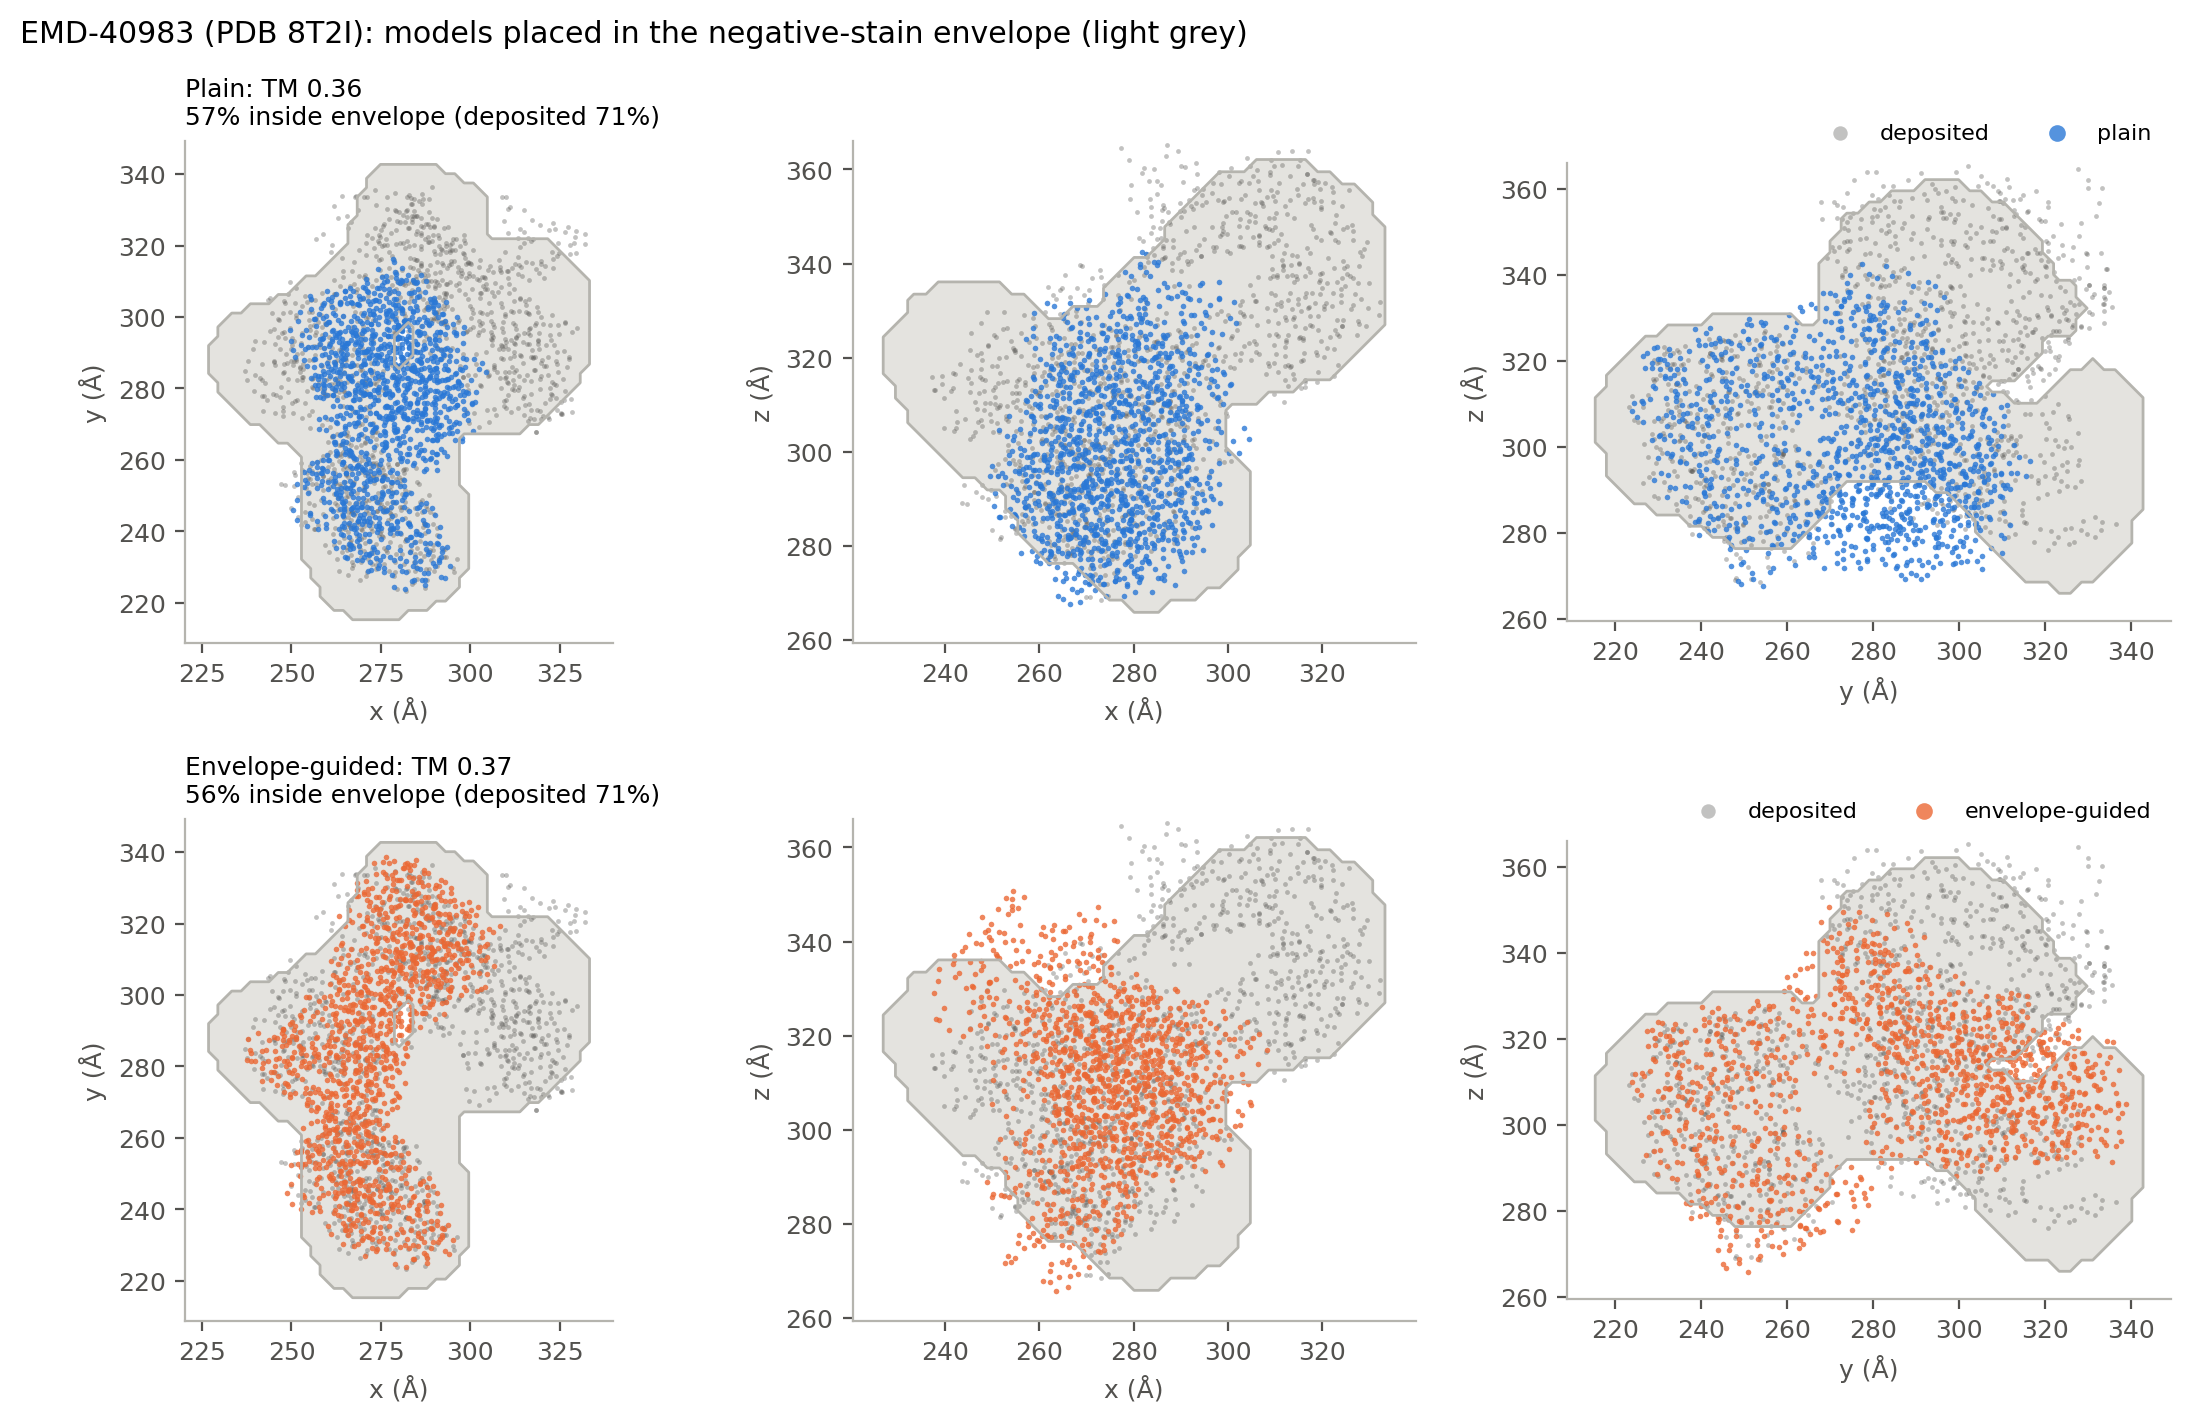 EMD-40983 (PDB 8T2I): models placed in the negative-stain envelope (light grey)
Plain: TM 0.36
57% inside envelope (deposited 71%)
deposited plain
340
320
300
280
260
240
220
y (Å)
225 250 275 300 325
x (Å)
360
340
320
300
280
260
z (Å)
240 260 280 300 320
x (Å)
360
340
320
300
280
260
z (Å)
220 240 260 280 300 320 340
y (Å)
Envelope-guided: TM 0.37
56% inside envelope (deposited 71%)
deposited envelope-guided
340
320
300
280
260
240
220
y (Å)
225 250 275 300 325
x (Å)
360
340
320
300
280
260
z (Å)
240 260 280 300 320
x (Å)
360
340
320
300
280
260
z (Å)
220 240 260 280 300 320 340
y (Å)